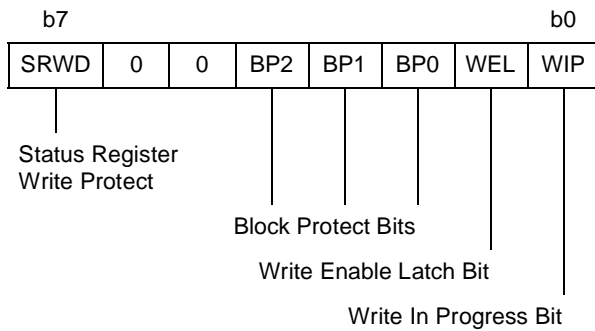 b7 b0
SRWD 0 0 BP2 BP1 BP0 WEL WIP
Status Register
Write Protect
Block Protect Bits
Write Enable Latch Bit
Write In Progress Bit